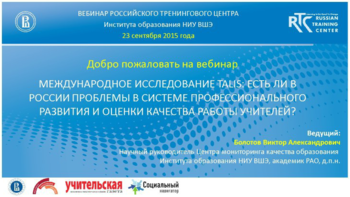 ВЕБИНАР РОССИЙСКОГО ТРЕНИНГОВОГО ЦЕНТРА
Института образования НИУ ВШЭ
23 сентября 2015 года
RTC RUSSIAN
TRAINING
CENTER
Добро пожаловать на вебинар
МЕЖДУНАРОДНОЕ ИССЛЕДОВАНИЕ TALIS: ЕСТЬ ЛИ В
РОССИИ ПРОБЛЕМЫ В СИСТЕМЕ ПРОФЕССИОНАЛЬНОГО
РАЗВИТИЯ И ОЦЕНКИ КАЧЕСТВА РАБОТЫ УЧИТЕЛЕЙ?
Ведущий:
Болотов Виктор Александрович
Научный руководитель Центра мониторинга качества образования
Института образования НИУ ВШЭ, академик РАО, д.п.н.
УЧИТЕЛЬСКАЯ
ГАЗЕТА
Социальный
навигатор